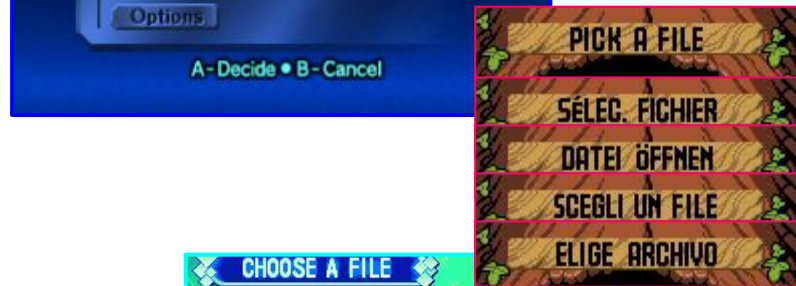 Options
A-Decide • B-Cancel
PICK A FILE
SÉLEC. FICHIER
DATEI ÖFFNEN
SCEGLI UN FILE
ELIGE ARCHIVO
CHOOSE A FILE